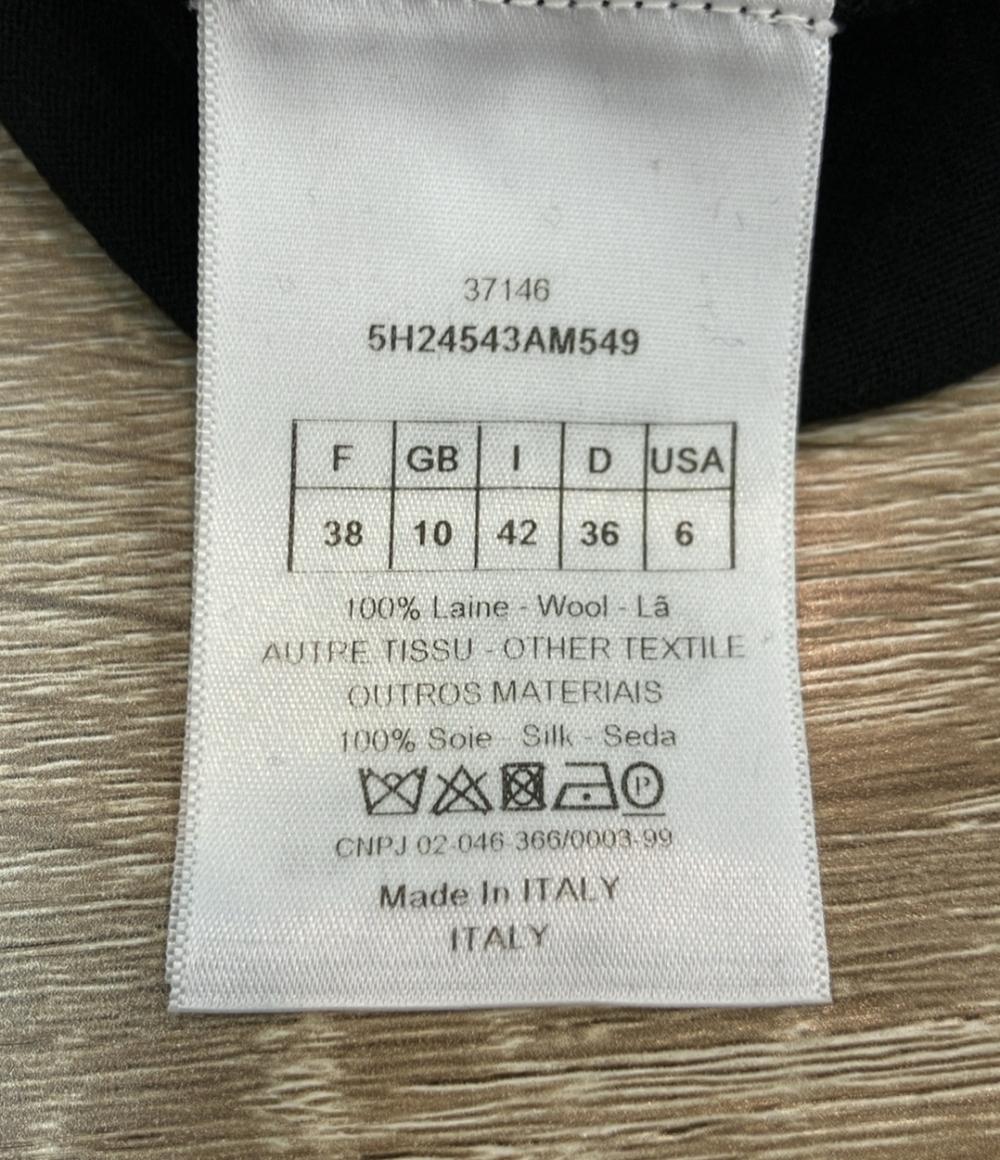 37146
5H24543AM549
F GB I D USA
38 10 42 36 6
100% Laine - Wool - Lã
AUTRE TISSU - OTHER TEXTILE
OUTROS MATERIAIS
100% Soie - Silk - Seda
P
CNPJ 02-046 366/0003-99
Made In ITALY
ITALY